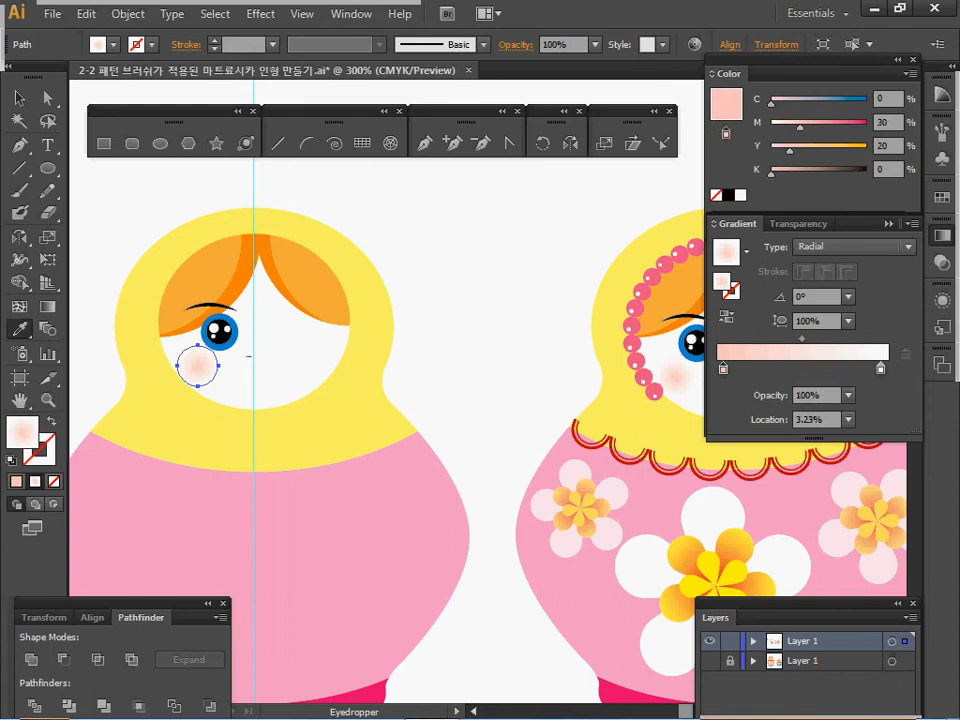 Ai File Edit Object Type Select Effect View Window Help Br Essentials
Path Stroke: Basic Opacity: 100% Style: Align Transform
2-2 패턴 브러쉬가 적용된 마트료시카 인형 만들기.ai* @ 300% (CMYK/Preview)
Color
C 0 %
M 30 %
Y 20 %
K 0 %
Gradient Transparency
Type: Radial
Stroke:
0°
100%
Opacity: 100%
Location: 3.23%
Transform Align Pathfinder
Shape Modes:
Expand
Pathfinders:
Layers
Layer 1
Layer 1
Eyedropper